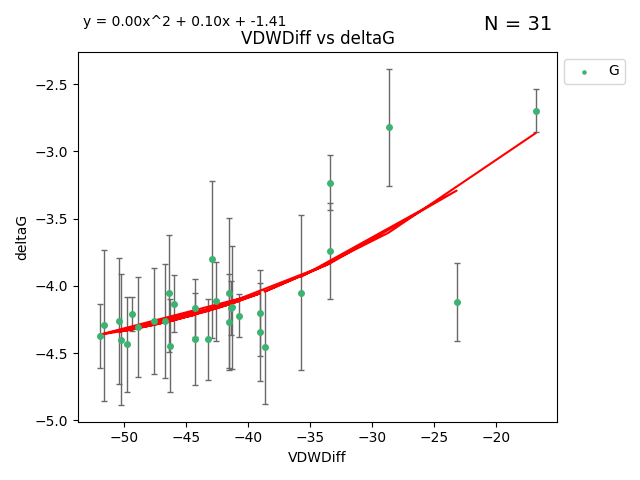 y = 0.00x^2 + 0.10x + -1.41
N = 31
VDWDiff vs deltaG
G
−2.5
−3.0
−3.5
−4.0
−4.5
−5.0
deltaG
−50 −45 −40 −35 −30 −25 −20
VDWDiff